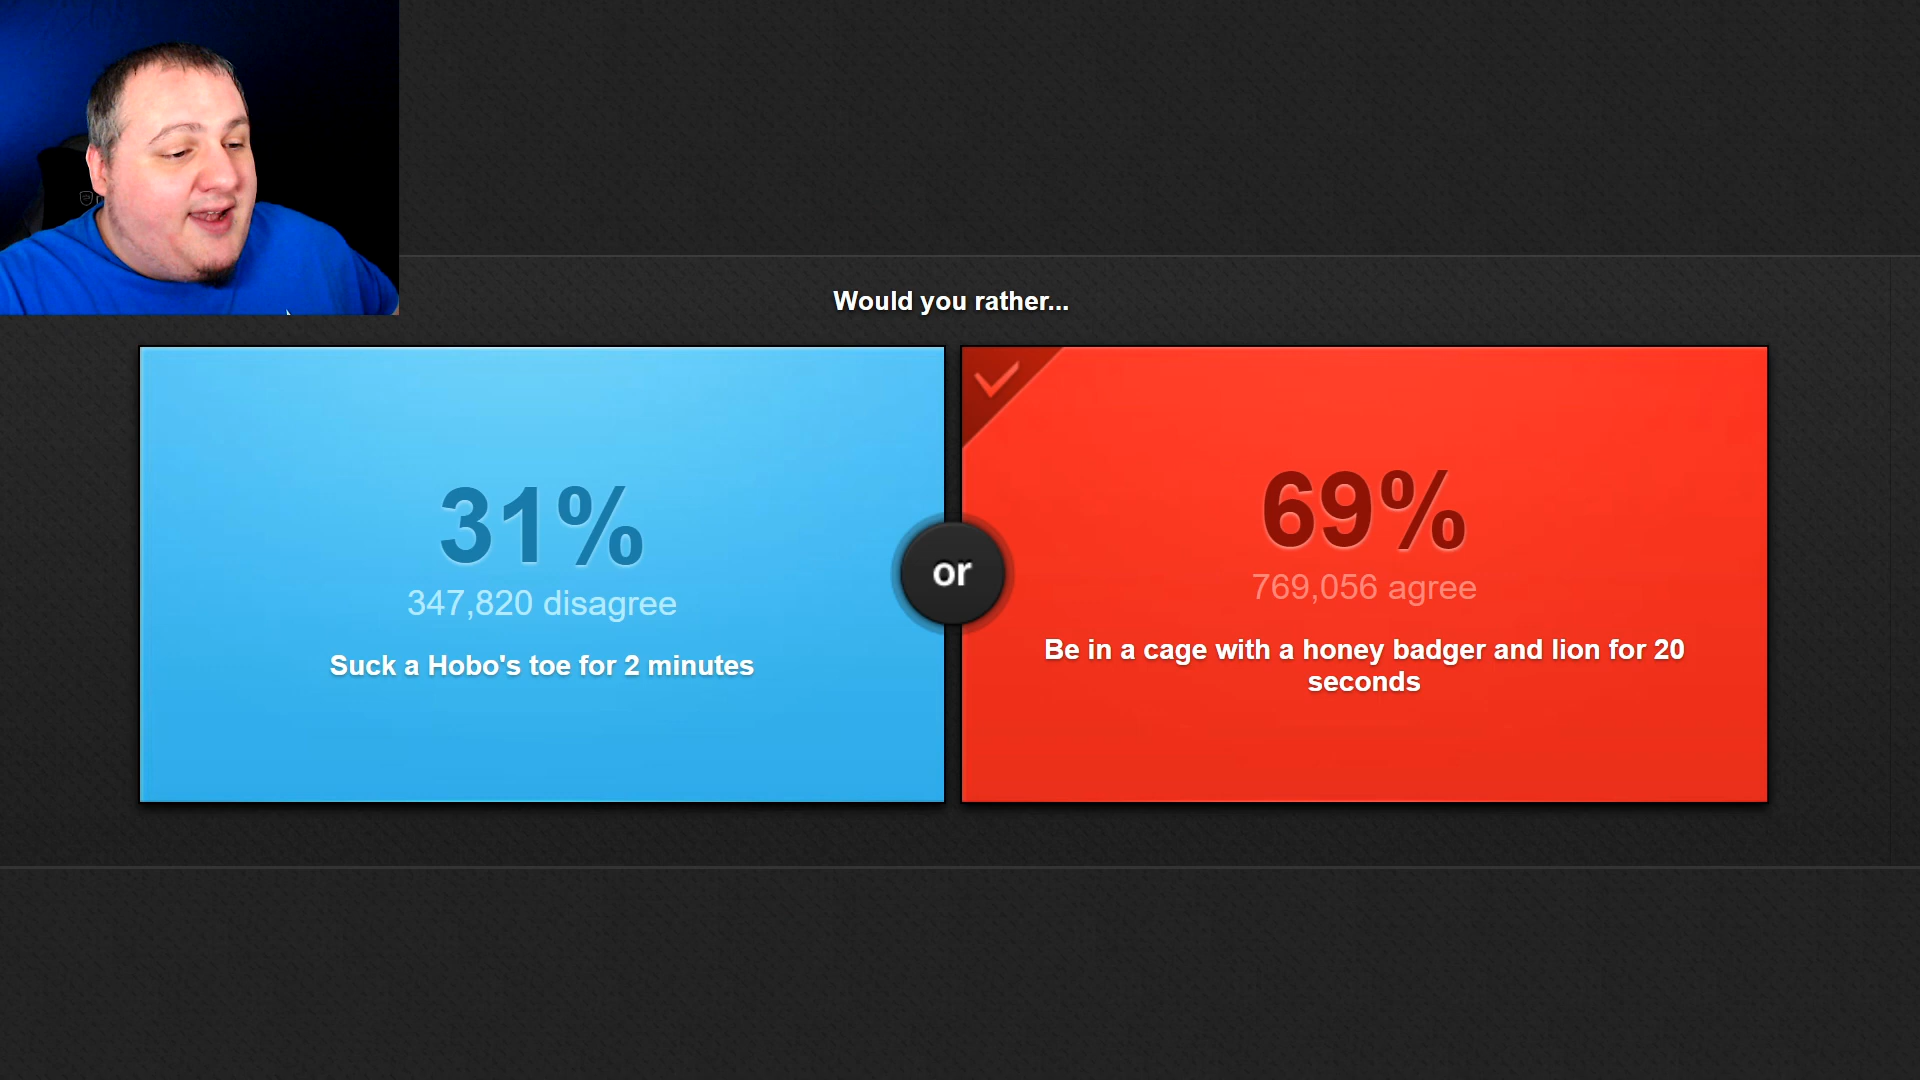 Would you rather...
31%
347,820 disagree
Suck a Hobo's toe for 2 minutes
or
69%
769,056 agree
Be in a cage with a honey badger and lion for 20
seconds